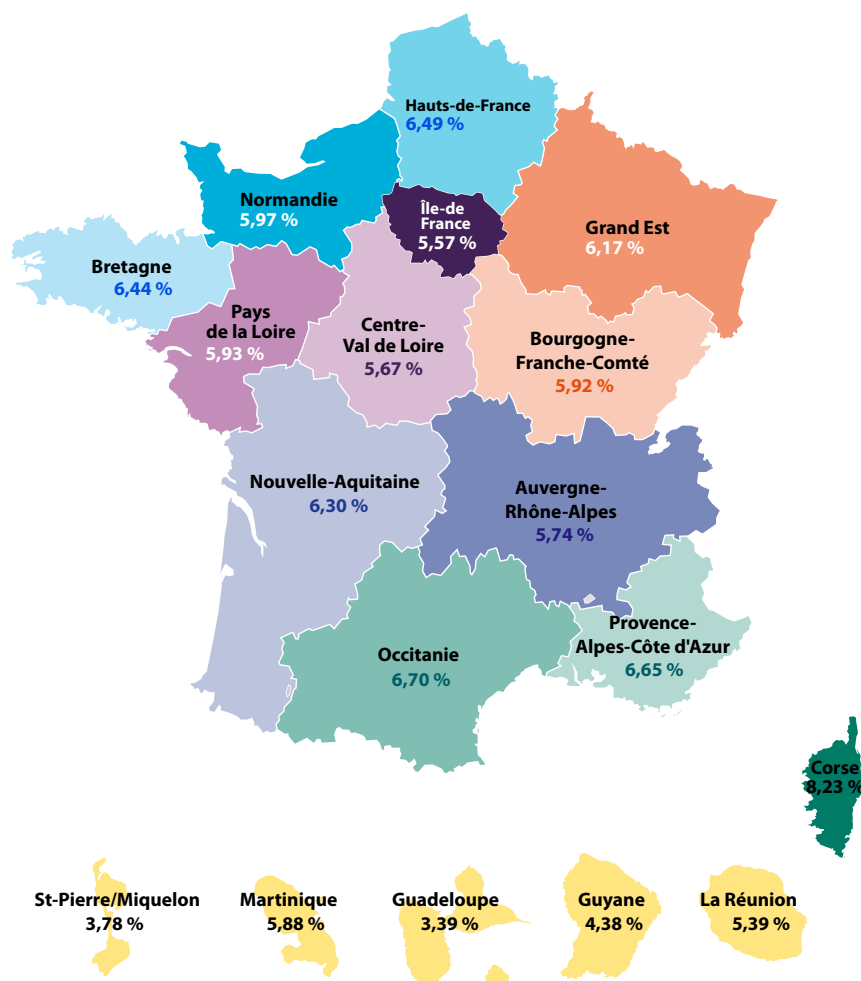 Hauts-de-France
6,49 %
Normandie
5,97 %
Île-de
France
5,57 %
Grand Est
6,17 %
Bretagne
6,44 %
Pays
de la Loire
5,93 %
Centre-
Val de Loire
5,67 %
Bourgogne-
Franche-Comté
5,92 %
Nouvelle-Aquitaine
6,30 %
Auvergne-
Rhône-Alpes
5,74 %
Occitanie
6,70 %
Provence-
Alpes-Côte d'Azur
6,65 %
Corse
8,23 %
St-Pierre/Miquelon
3,78 %
Martinique
5,88 %
Guadeloupe
3,39 %
Guyane
4,38 %
La Réunion
5,39 %